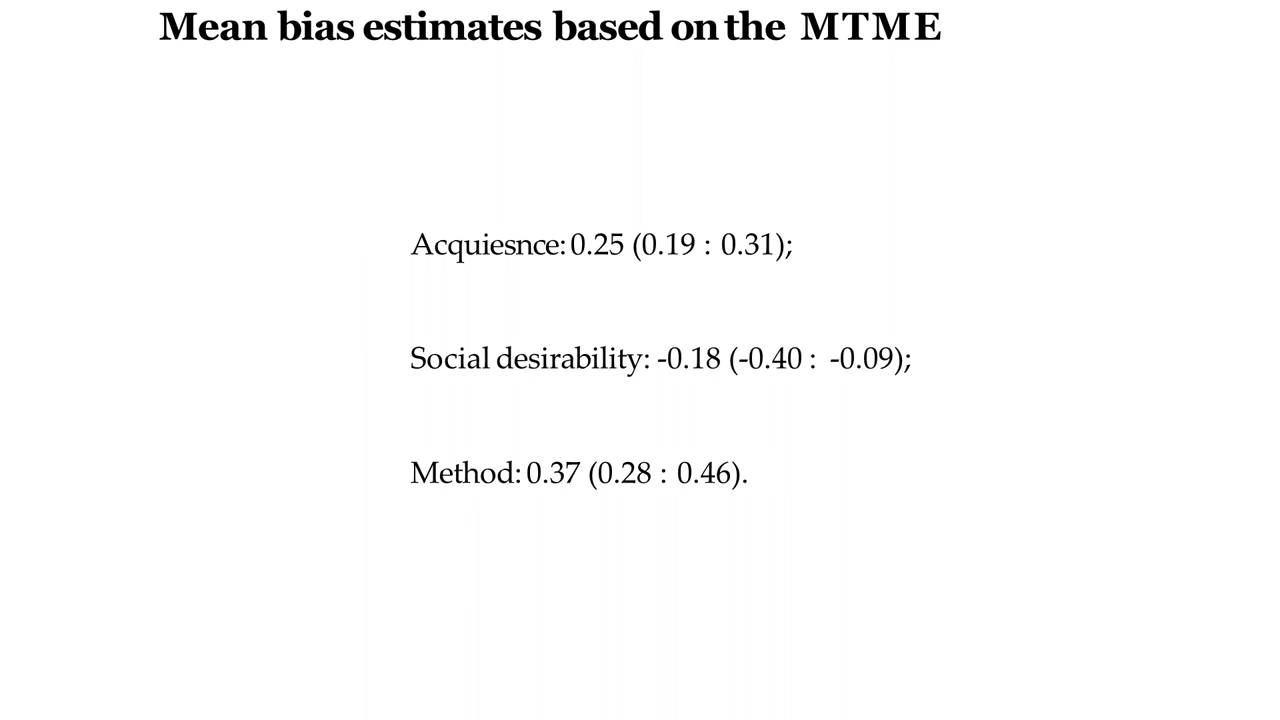 Mean bias estimates based on the MTME
Acquiesnce: 0.25 (0.19 : 0.31);
Social desirability: -0.18 (-0.40 : -0.09);
Method: 0.37 (0.28 : 0.46).